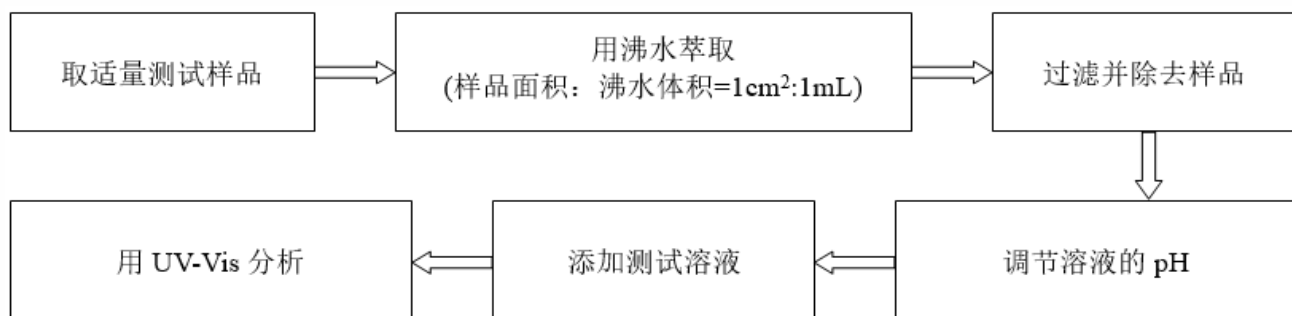 取适量测试样品
用沸水萃取
(样品面积：沸水体积=1cm²:1mL)
过滤并除去样品
调节溶液的 pH
添加测试溶液
用 UV-Vis 分析